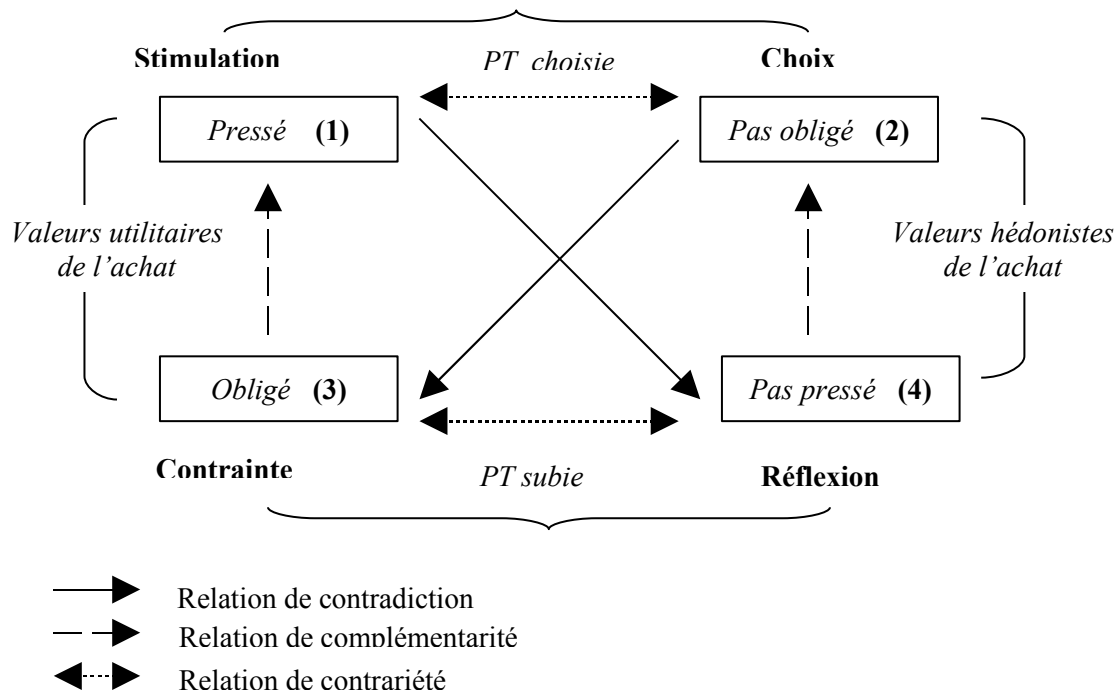 Stimulation PT choisie Choix
Pressé (1) Pas obligé (2)
Valeurs utilitaires
de l’achat
Valeurs hédonistes
de l’achat
Obligé (3) Pas pressé (4)
Contrainte PT subie Réflexion
Relation de contradiction
Relation de complémentarité
Relation de contrariété